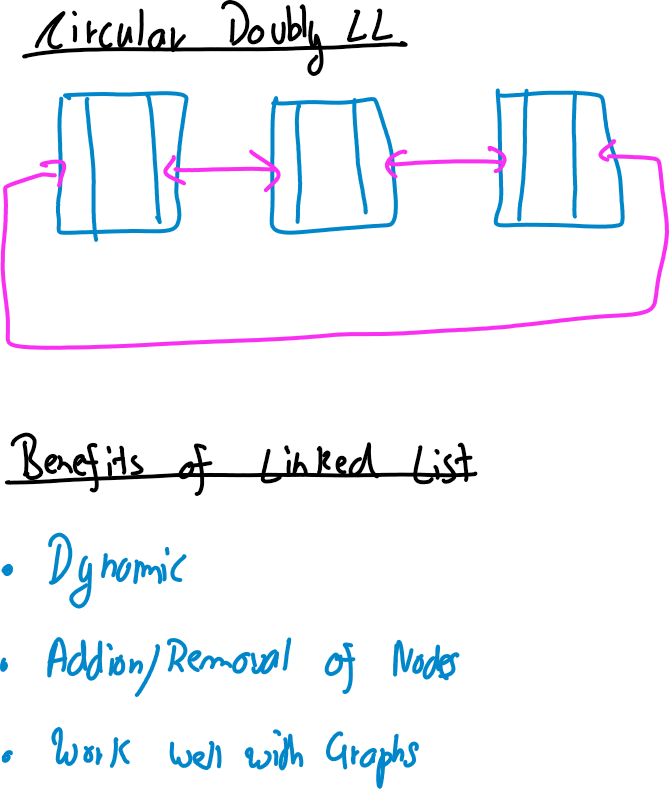 Circular Doubly LL
Benefits of Linked List
• Dynamic
• Addion/Removal of Nodes
• Work well with Graphs